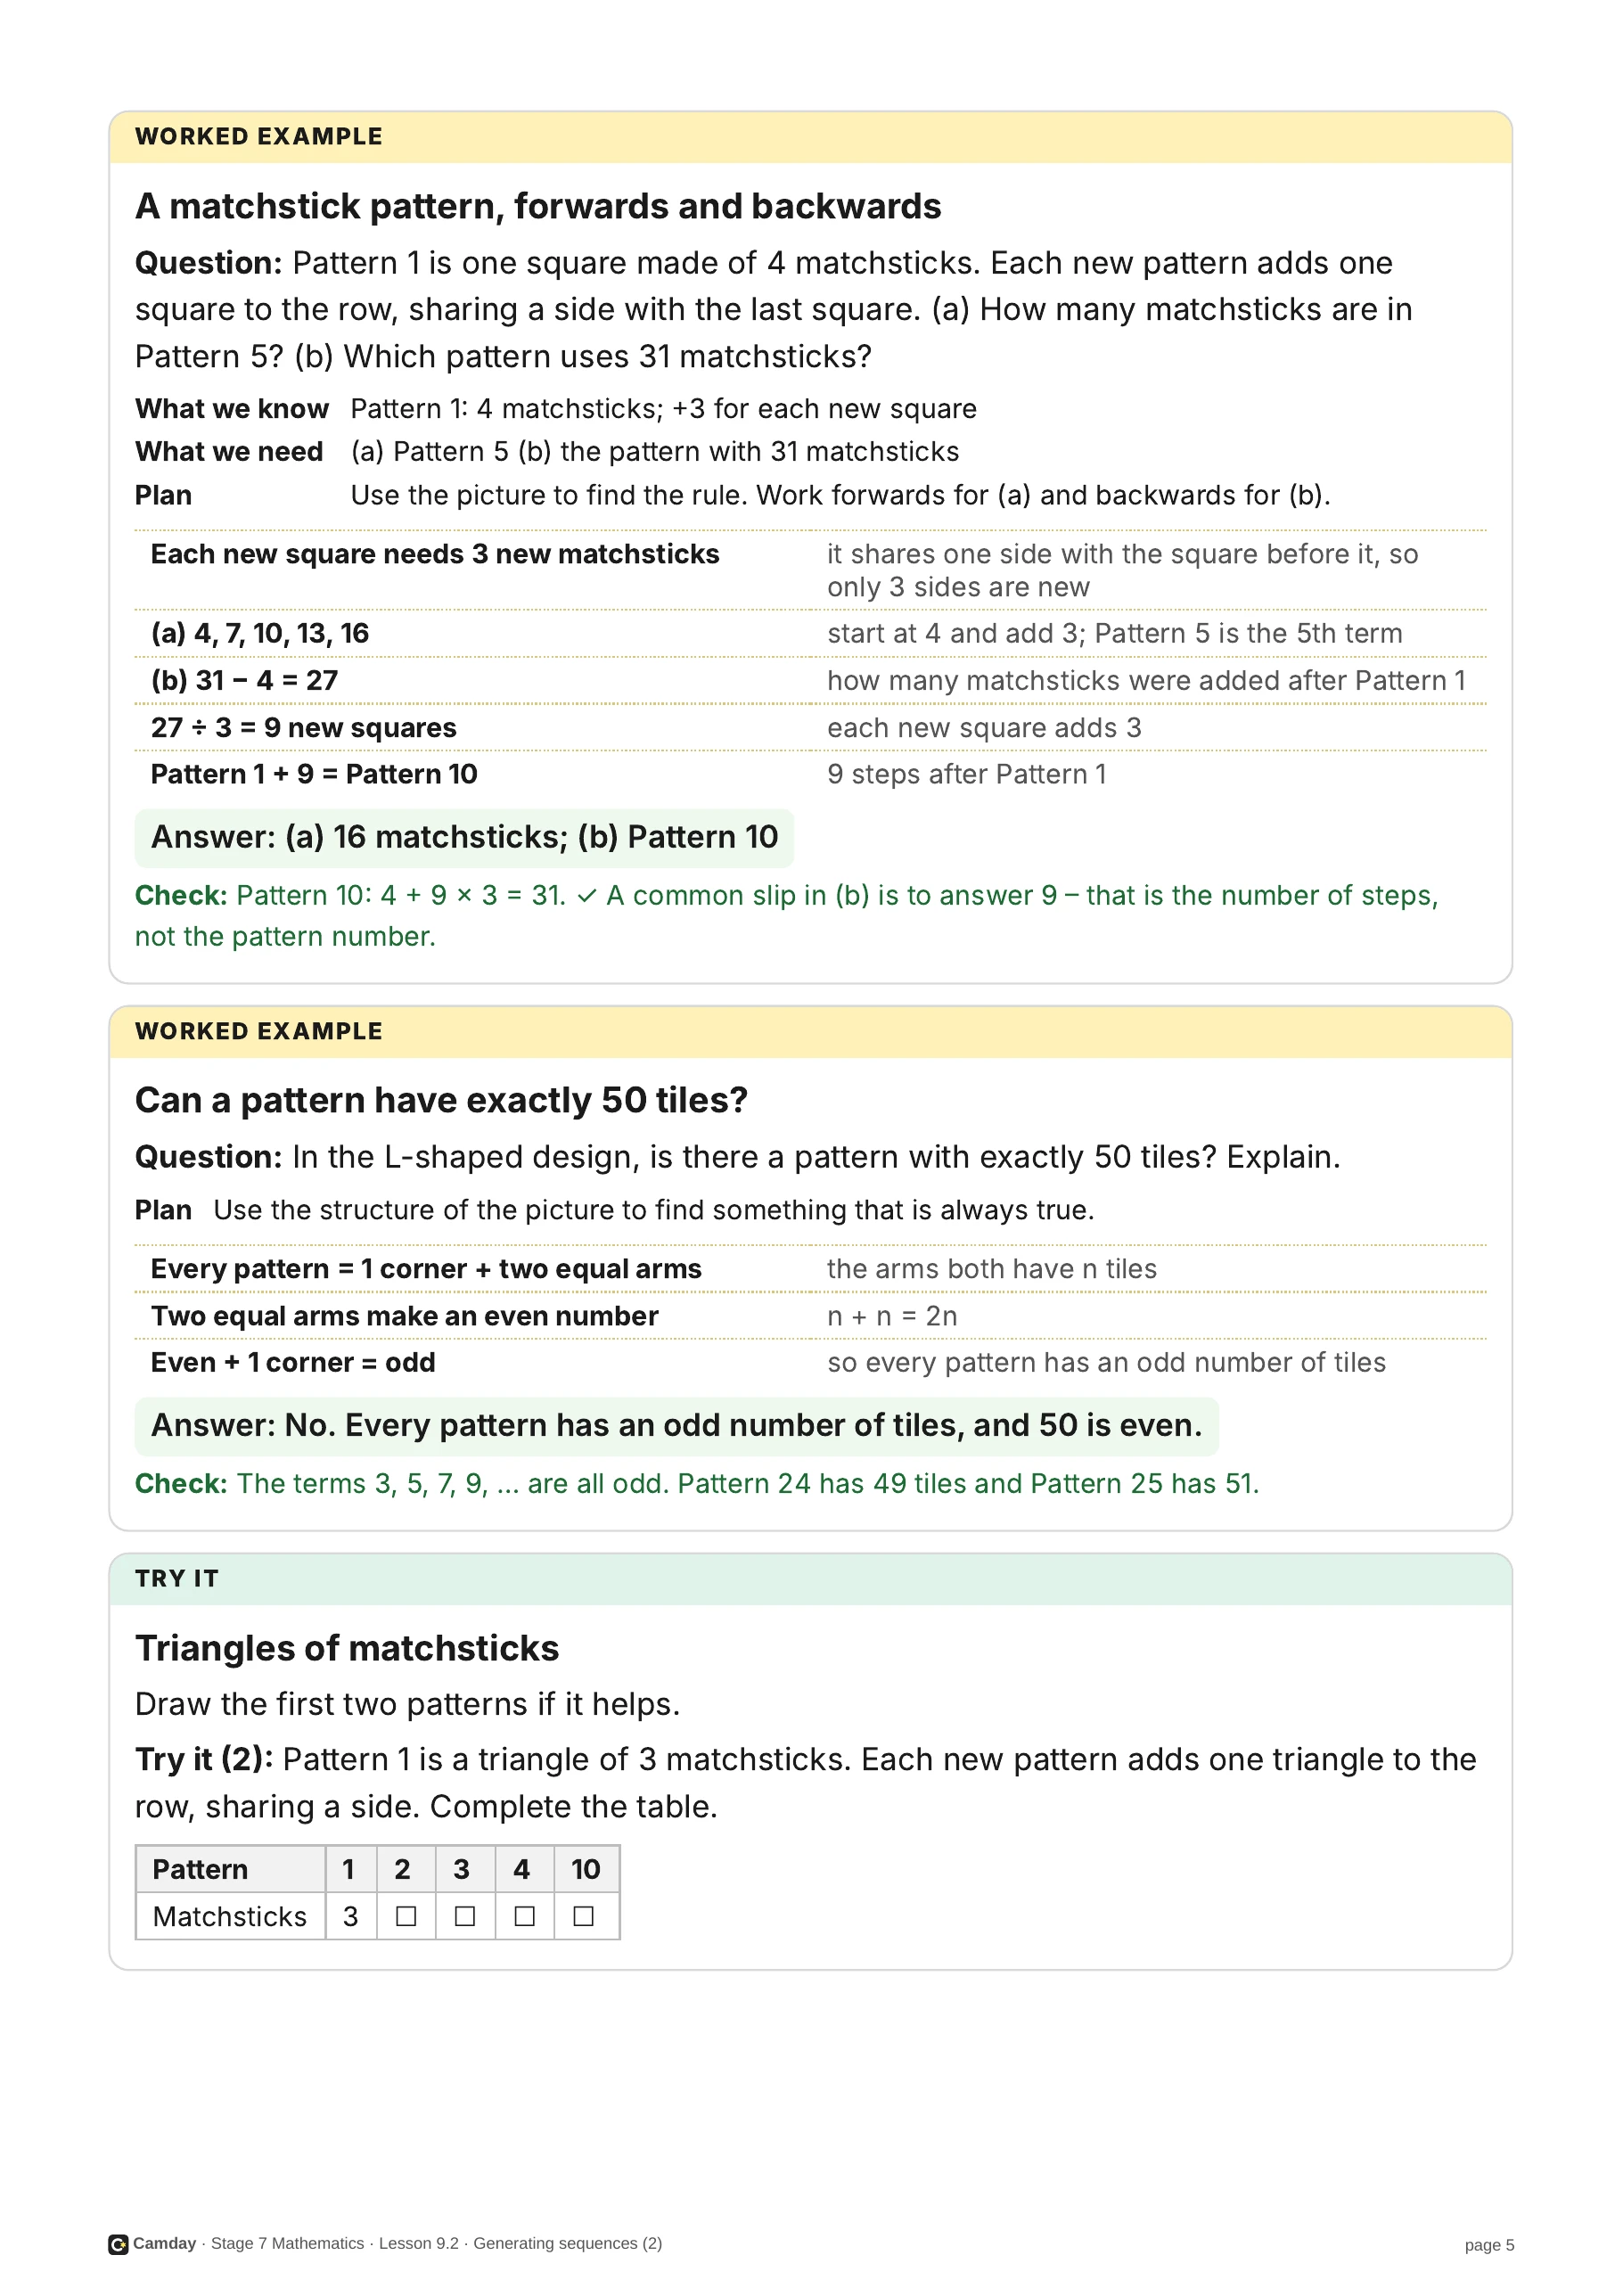 WORKED EXAMPLE
A matchstick pattern, forwards and backwards
Question: Pattern 1 is one square made of 4 matchsticks. Each new pattern adds one
square to the row, sharing a side with the last square. (a) How many matchsticks are in
Pattern 5? (b) Which pattern uses 31 matchsticks?
What we know Pattern 1: 4 matchsticks; +3 for each new square
What we need (a) Pattern 5 (b) the pattern with 31 matchsticks
Plan Use the picture to find the rule. Work forwards for (a) and backwards for (b).
Each new square needs 3 new matchsticks it shares one side with the square before it, so
only 3 sides are new
(a) 4, 7, 10, 13, 16 start at 4 and add 3; Pattern 5 is the 5th term
(b) 31 − 4 = 27 how many matchsticks were added after Pattern 1
27 ÷ 3 = 9 new squares each new square adds 3
Pattern 1 + 9 = Pattern 10 9 steps after Pattern 1
Answer: (a) 16 matchsticks; (b) Pattern 10
Check: Pattern 10: 4 + 9 × 3 = 31. ✓ A common slip in (b) is to answer 9 – that is the number of steps,
not the pattern number.
WORKED EXAMPLE
Can a pattern have exactly 50 tiles?
Question: In the L-shaped design, is there a pattern with exactly 50 tiles? Explain.
Plan Use the structure of the picture to find something that is always true.
Every pattern = 1 corner + two equal arms the arms both have n tiles
Two equal arms make an even number n + n = 2n
Even + 1 corner = odd so every pattern has an odd number of tiles
Answer: No. Every pattern has an odd number of tiles, and 50 is even.
Check: The terms 3, 5, 7, 9, ... are all odd. Pattern 24 has 49 tiles and Pattern 25 has 51.
TRY IT
Triangles of matchsticks
Draw the first two patterns if it helps.
Try it (2): Pattern 1 is a triangle of 3 matchsticks. Each new pattern adds one triangle to the
row, sharing a side. Complete the table.
Pattern 1 2 3 4 10
Matchsticks 3 □ □ □ □
Camday · Stage 7 Mathematics · Lesson 9.2 · Generating sequences (2) page 5